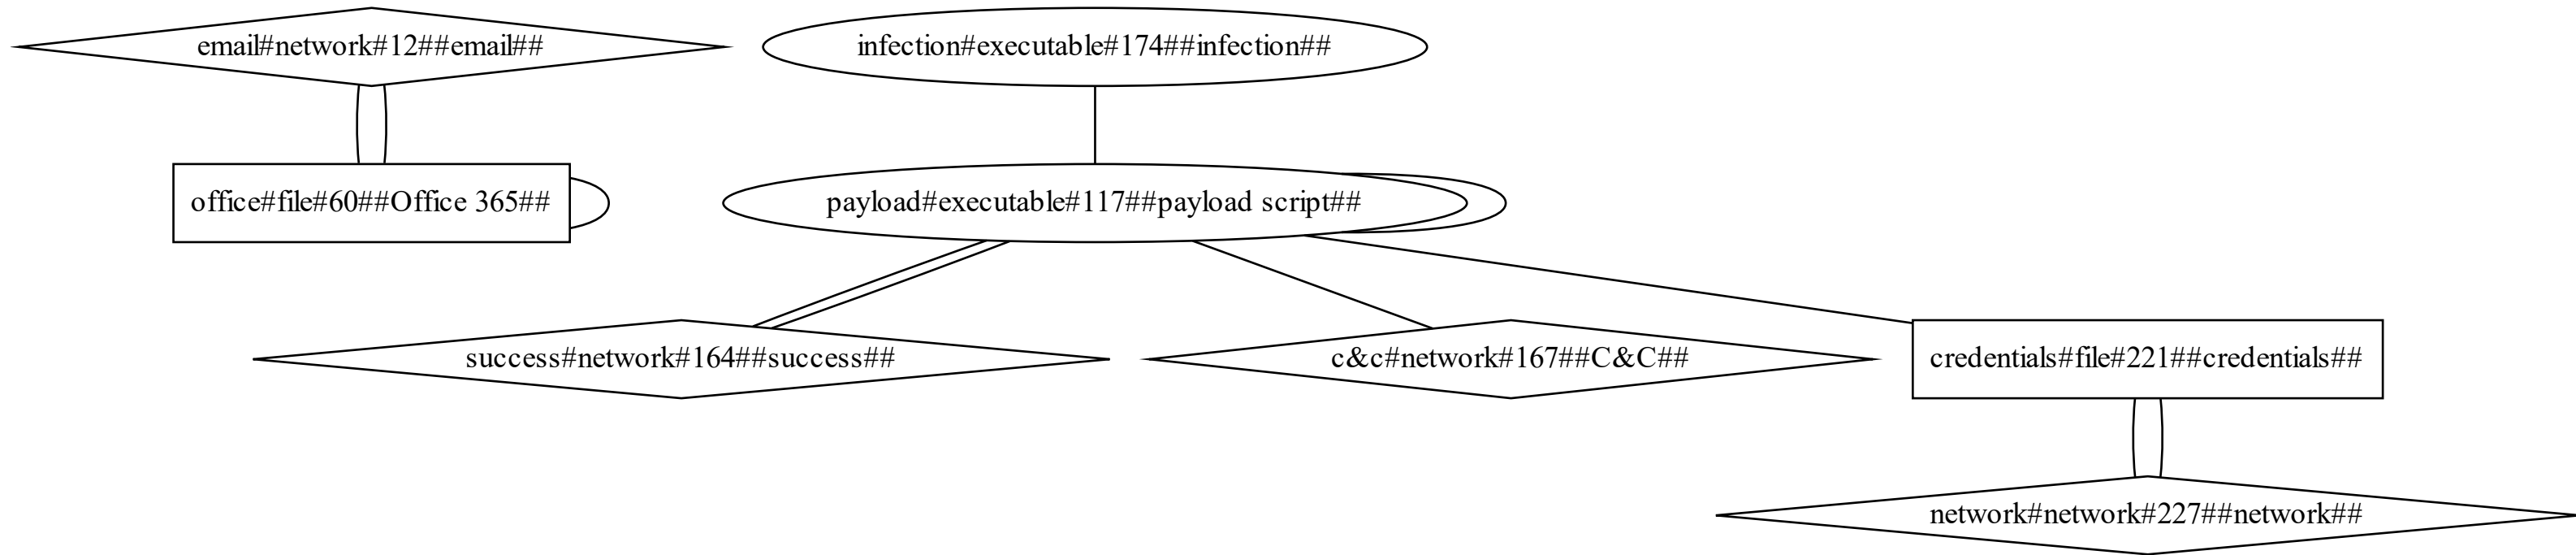 email#network#12##email##
infection#executable#174##infection##
office#file#60##Office 365##
payload#executable#117##payload script##
success#network#164##success##
c&c#network#167##C&C##
credentials#file#221##credentials##
network#network#227##network##